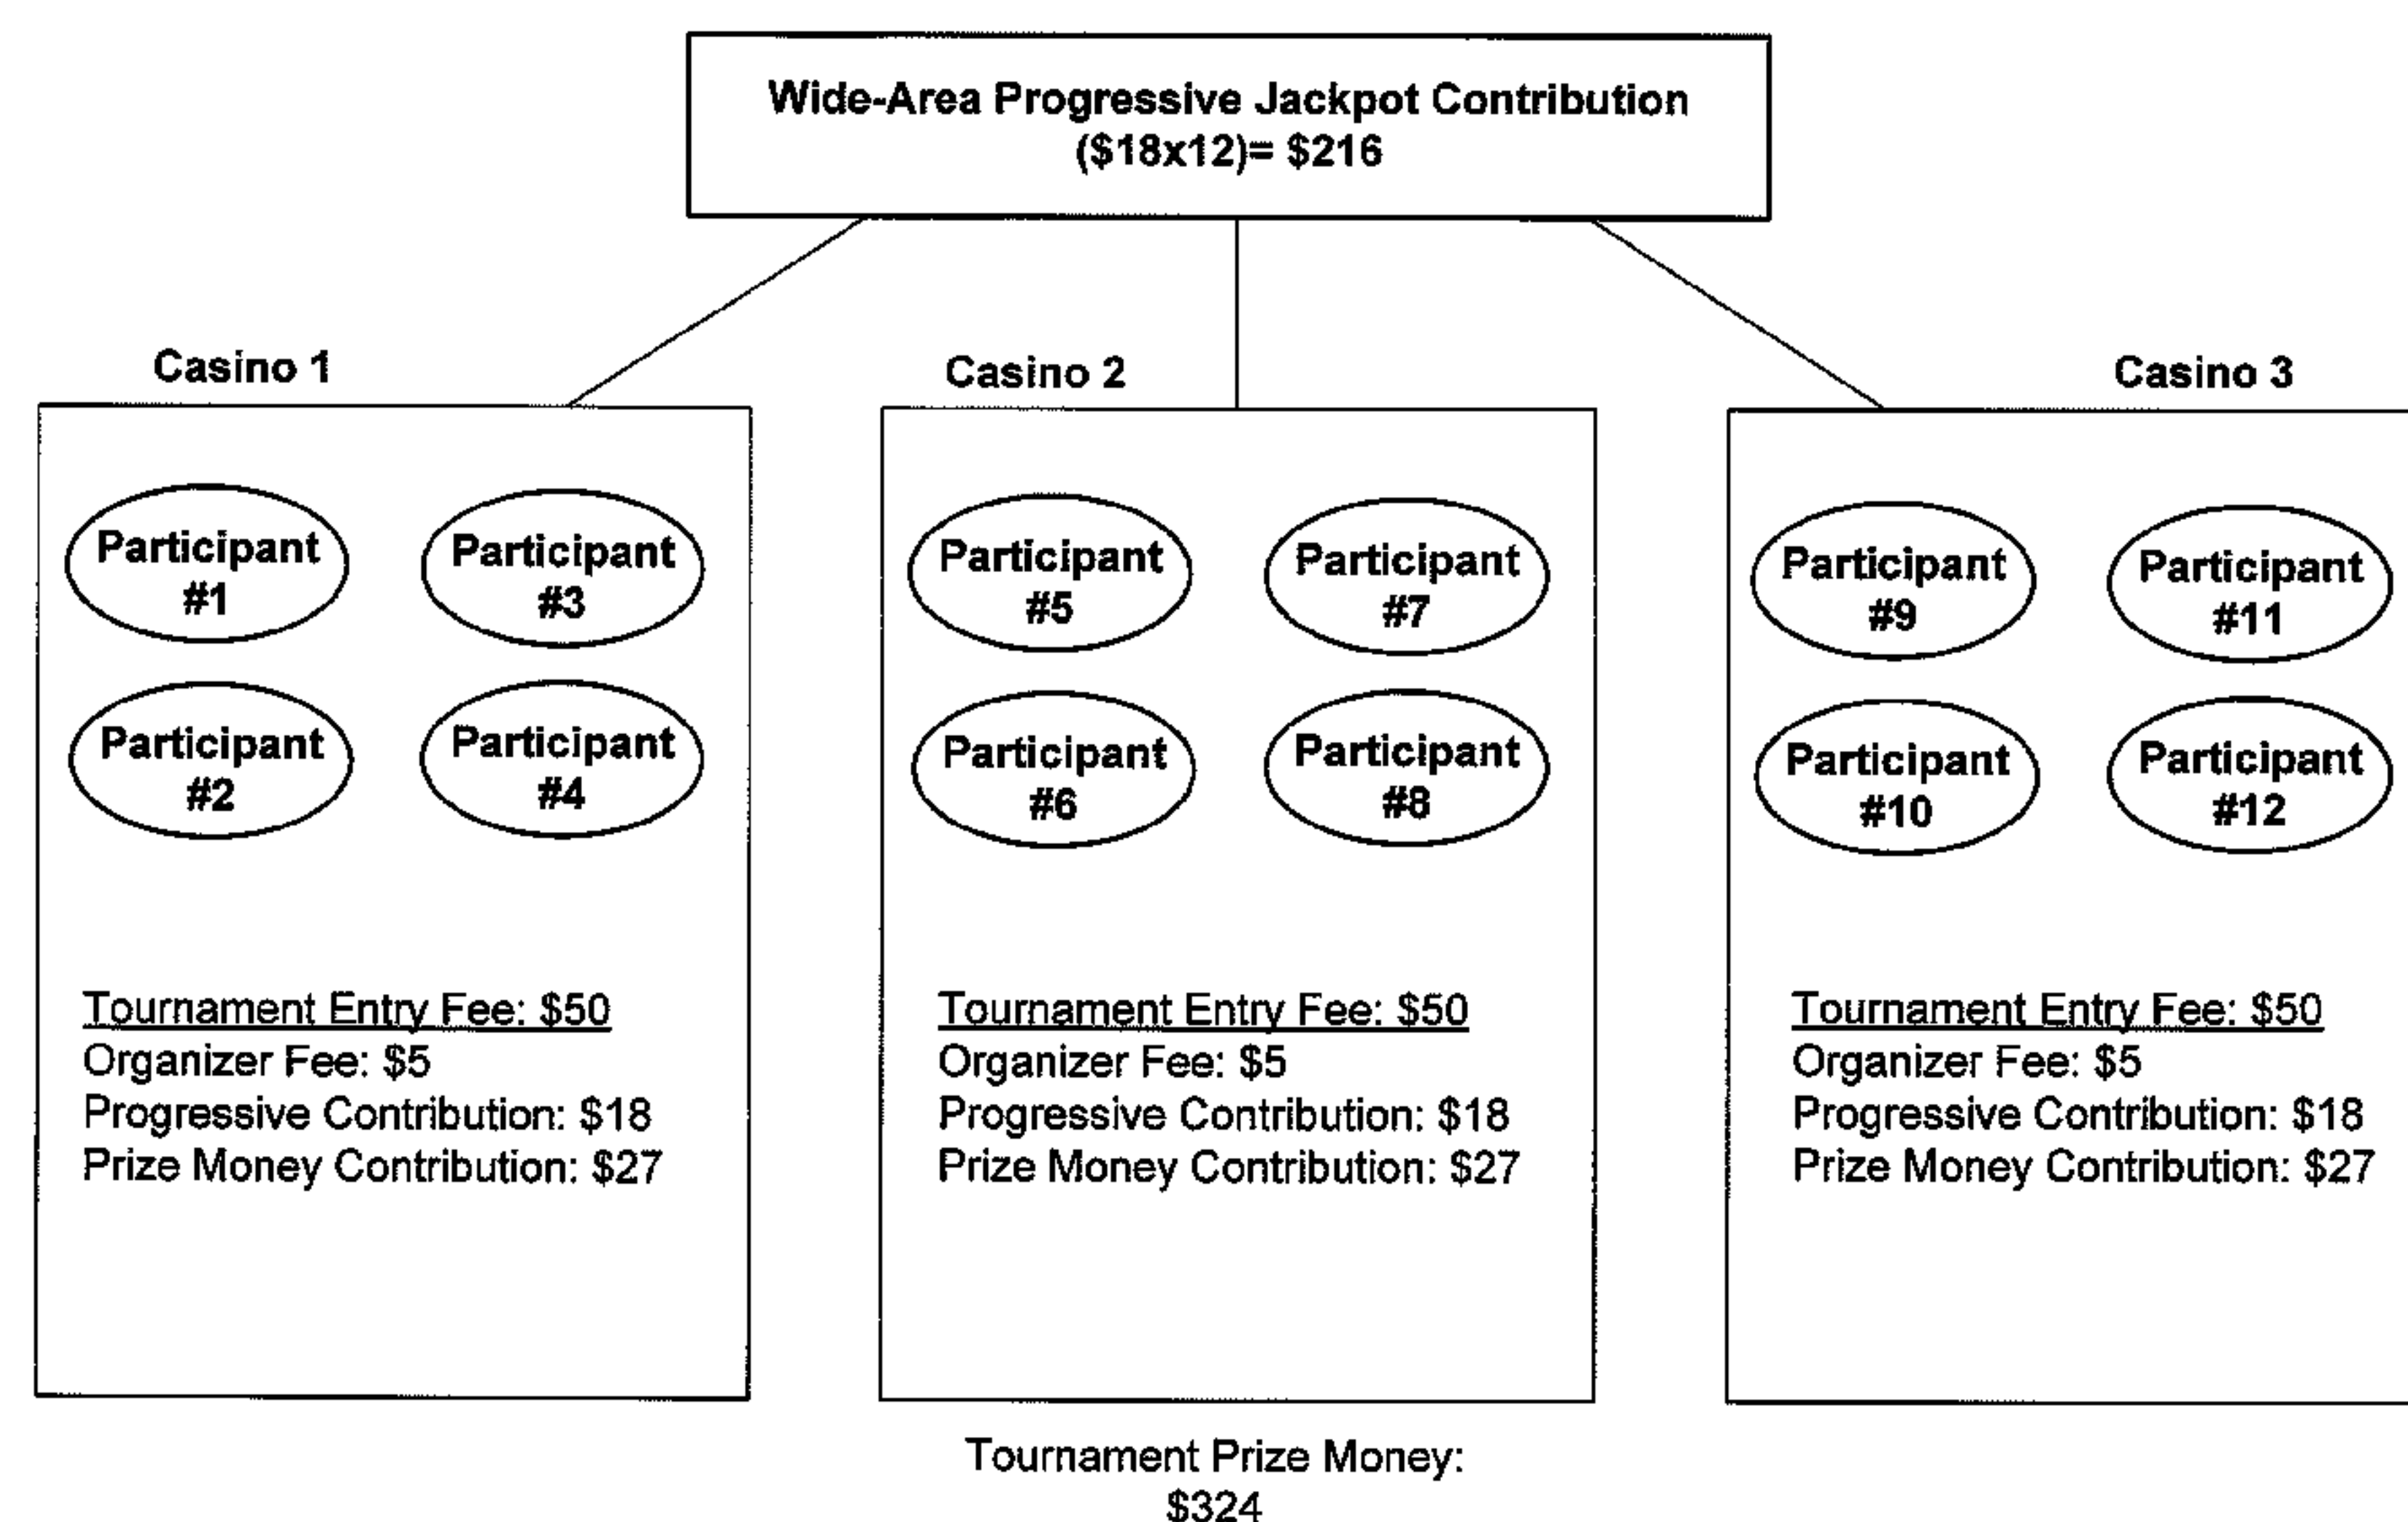 Wide-Area Progressive Jackpot Contribution
($18x12)= $216
Casino 1
Participant
#1
Participant
#3
Participant
#2
Participant
#4
Tournament Entry Fee: $50
Organizer Fee: $5
Progressive Contribution: $18
Prize Money Contribution: $27
Casino 2
Participant
#5
Participant
#7
Participant
#6
Participant
#8
Tournament Entry Fee: $50
Organizer Fee: $5
Progressive Contribution: $18
Prize Money Contribution: $27
Casino 3
Participant
#9
Participant
#11
Participant
#10
Participant
#12
Tournament Entry Fee: $50
Organizer Fee: $5
Progressive Contribution: $18
Prize Money Contribution: $27
Tournament Prize Money:
$324